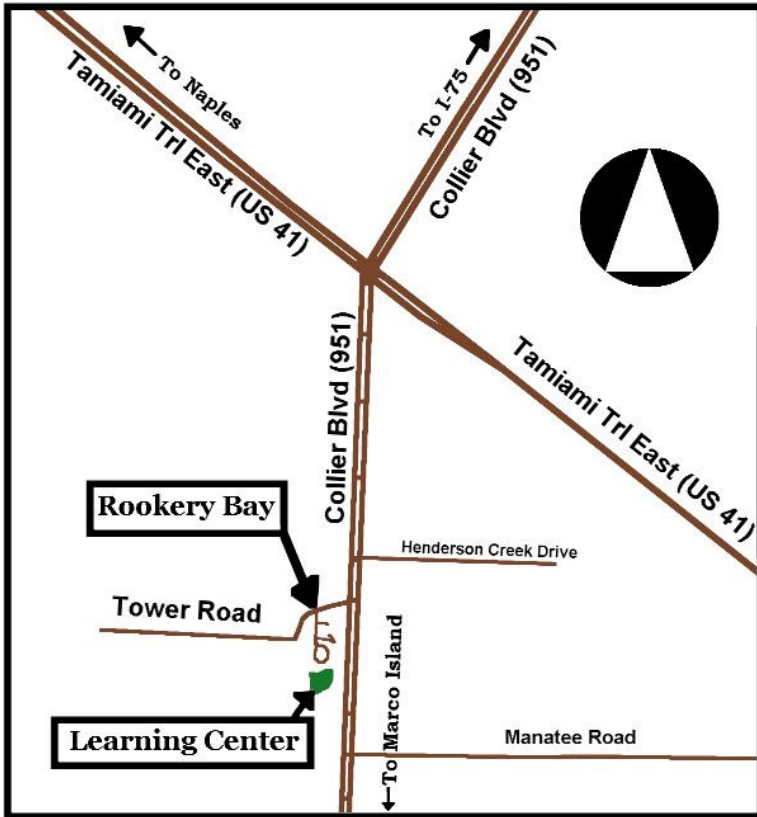 To Naples
Tamiami Trl East (US 41)
To I-75
Collier Blvd (951)
Collier Blvd (951)
Tamiami Trl East (US 41)
Rookery Bay
Henderson Creek Drive
Tower Road
To Marco Island
Learning Center
Manatee Road